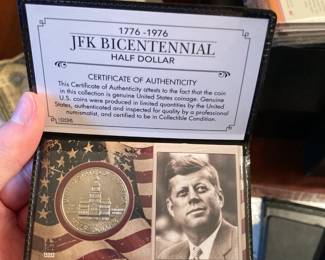 1776 - 1976
JFK BICENTENNIAL
HALF DOLLAR
CERTIFICATE OF AUTHENTICITY
This Certificate of Authenticity attests to the fact that the coin
in this collection is genuine United States coinage. Genuine
U.S. coins were produced in limited quantities by the United
States, authenticated and inspected for quality by a professional
numismatist, and certified to be in Collectible Condition.
HALF DOLLAR